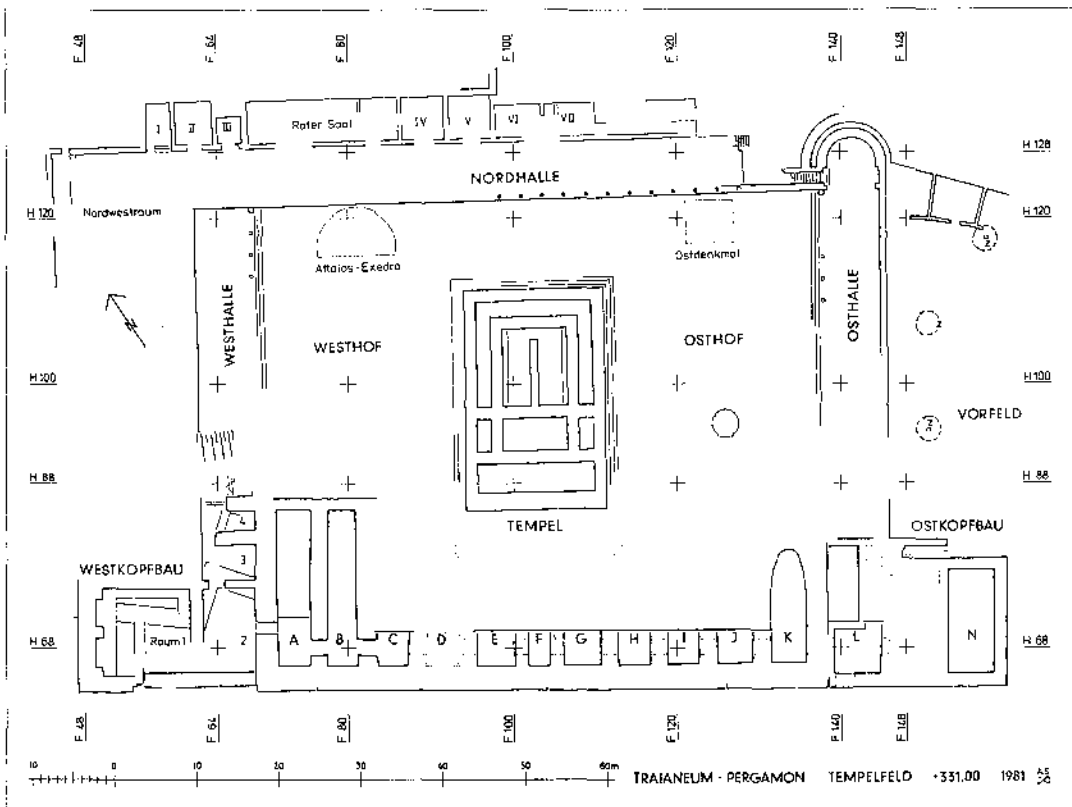 F 48 F 64 F 80 F 100 F 120 F 140 F 148
I II III Roter Saal IV V VI VII
H 128
NORDHALLE
H 120 Nordwestraum H 120
Attalos-Exedra Ostdenkmal
WESTHALLE OSTHALLE
WESTHOF OSTHOF
N
H 100 H 100
VORFELD
H 88 H 88
TEMPEL OSTKOPFBAU
4
3
WESTKOPFBAU
H 68 Raum 1 2 A B C D E F G H I J K L N H 68
F 48 F 64 F 80 F 100 F 120 F 140 F 148
10 0 10 20 30 40 50 60m
TRAIANEUM - PERGAMON TEMPELFELD +331,00 1981